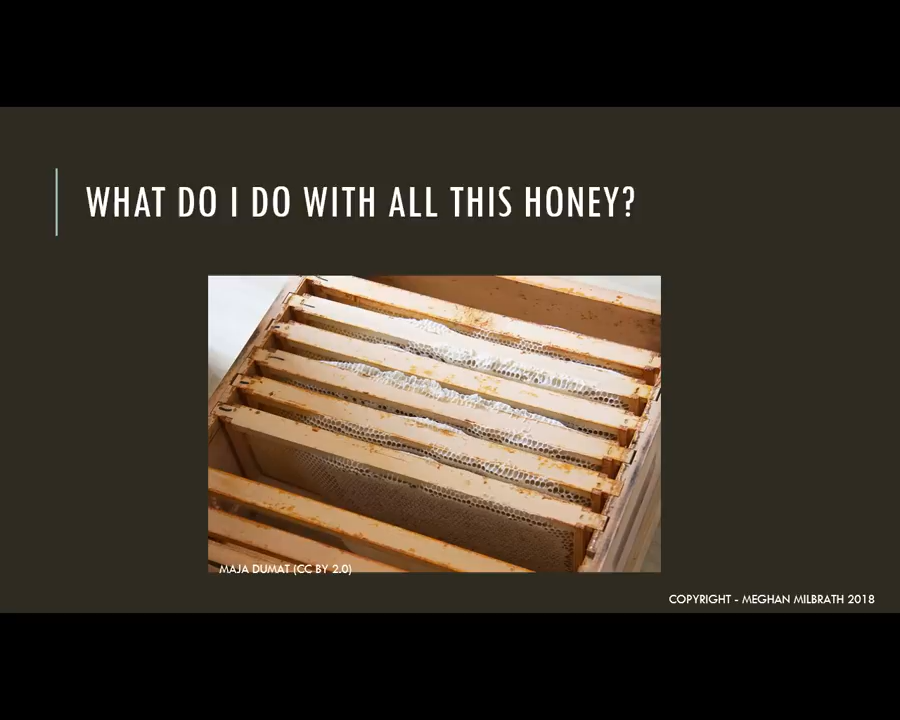 WHAT DO I DO WITH ALL THIS HONEY?
MAJA DUMAT (CC BY 2.0)
COPYRIGHT - MEGHAN MILBRATH 2018